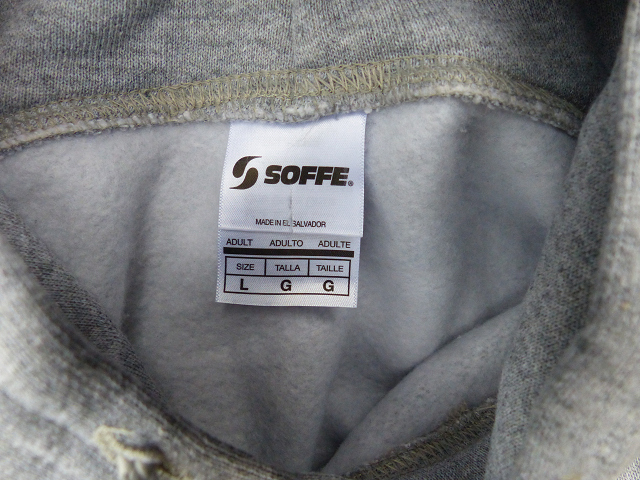 SOFFE®
MADE IN EL SALVADOR
ADULT ADULTO ADULTE
SIZE TALLA TAILLE
L G G